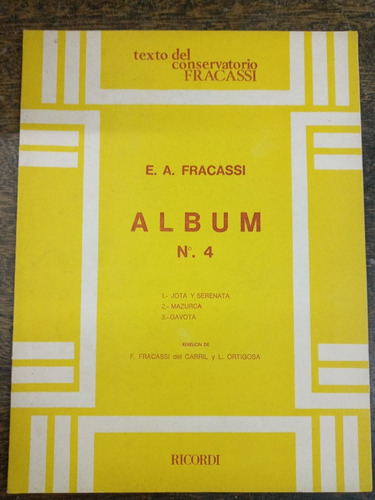 texto del
conservatorio
FRACASSI
E. A. FRACASSI
ALBUM
N°. 4
1.- JOTA Y SERENATA
2.- MAZURCA
3.- GAVOTA
REVISION DE
F. FRACASSI del CARRIL y L. ORTIGOSA
RICORDI